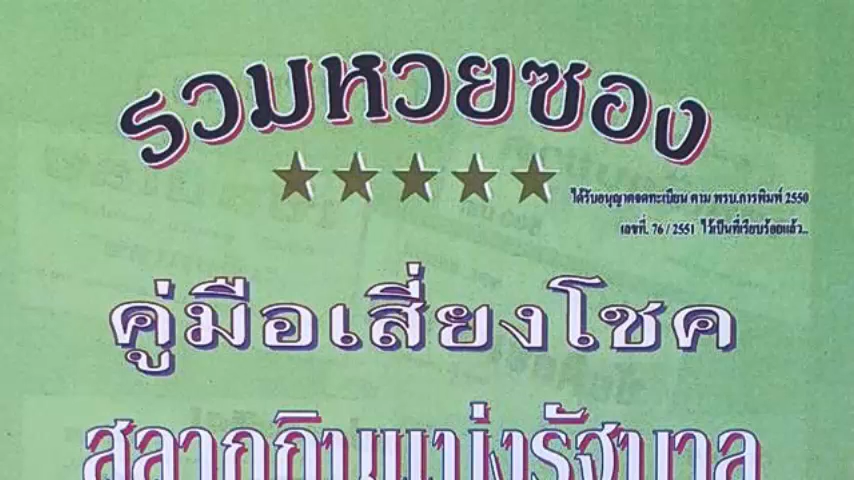 รวมหวยซอง
ได้รับอนุญาตจดทะเบียน ตาม พรบ.การพิมพ์ 2550
เลขที่. 76 / 2551 ไว้เป็นที่เรียบร้อยแล้ว..
คู่มือเสี่ยงโชค
สลากกินแบ่งรัฐบาล